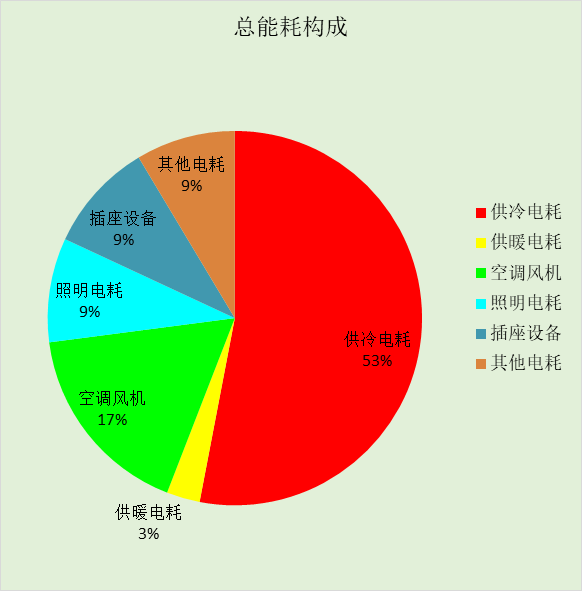 总能耗构成
其他电耗
9%
插座设备
9%
照明电耗
9%
空调风机
17%
供暖电耗
3%
供冷电耗
53%
供冷电耗
供暖电耗
空调风机
照明电耗
插座设备
其他电耗